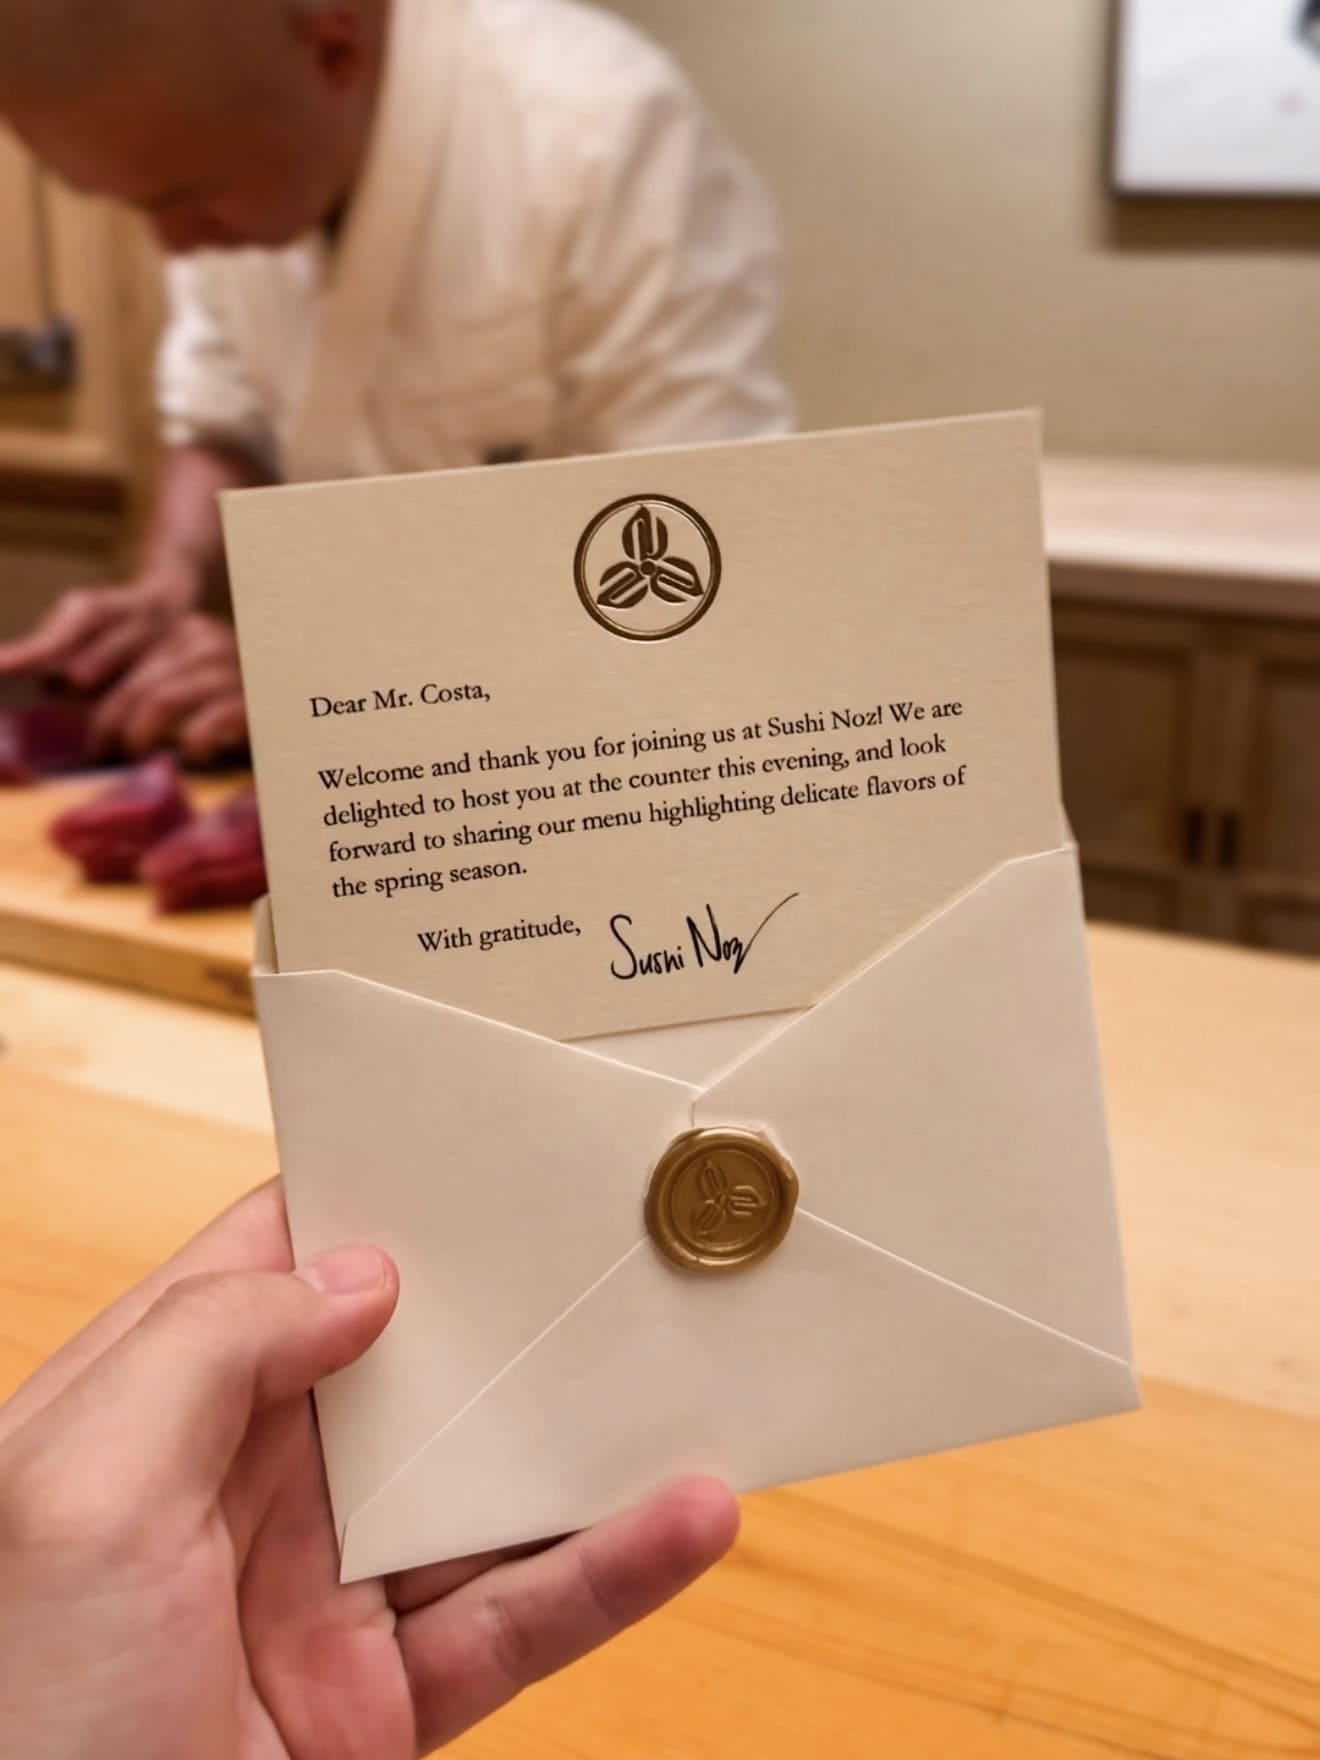 Dear Mr. Costa,
Welcome and thank you for joining us at Sushi Noz! We are
delighted to host you at the counter this evening, and look
forward to sharing our menu highlighting delicate flavors of
the spring season.
With gratitude, Sushi Noz